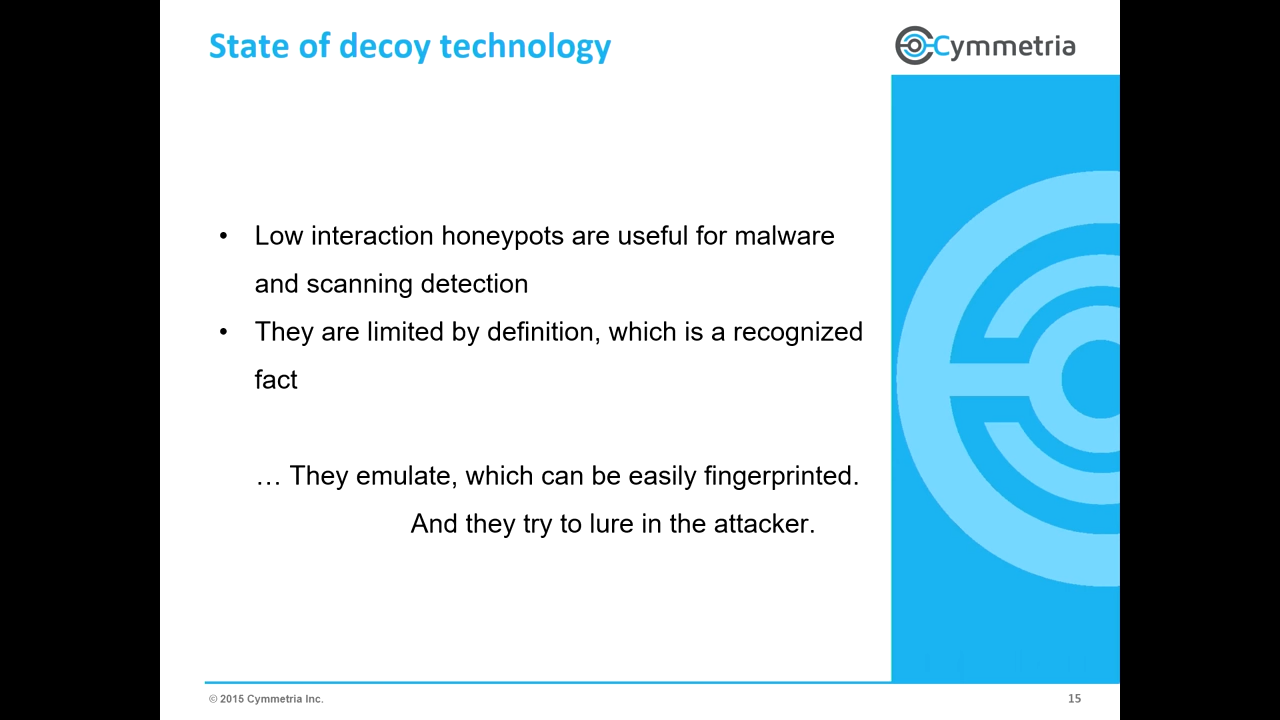 State of decoy technology
Cymmetria
• Low interaction honeypots are useful for malware
and scanning detection
• They are limited by definition, which is a recognized
fact
… They emulate, which can be easily fingerprinted.
And they try to lure in the attacker.
© 2015 Cymmetria Inc.
15